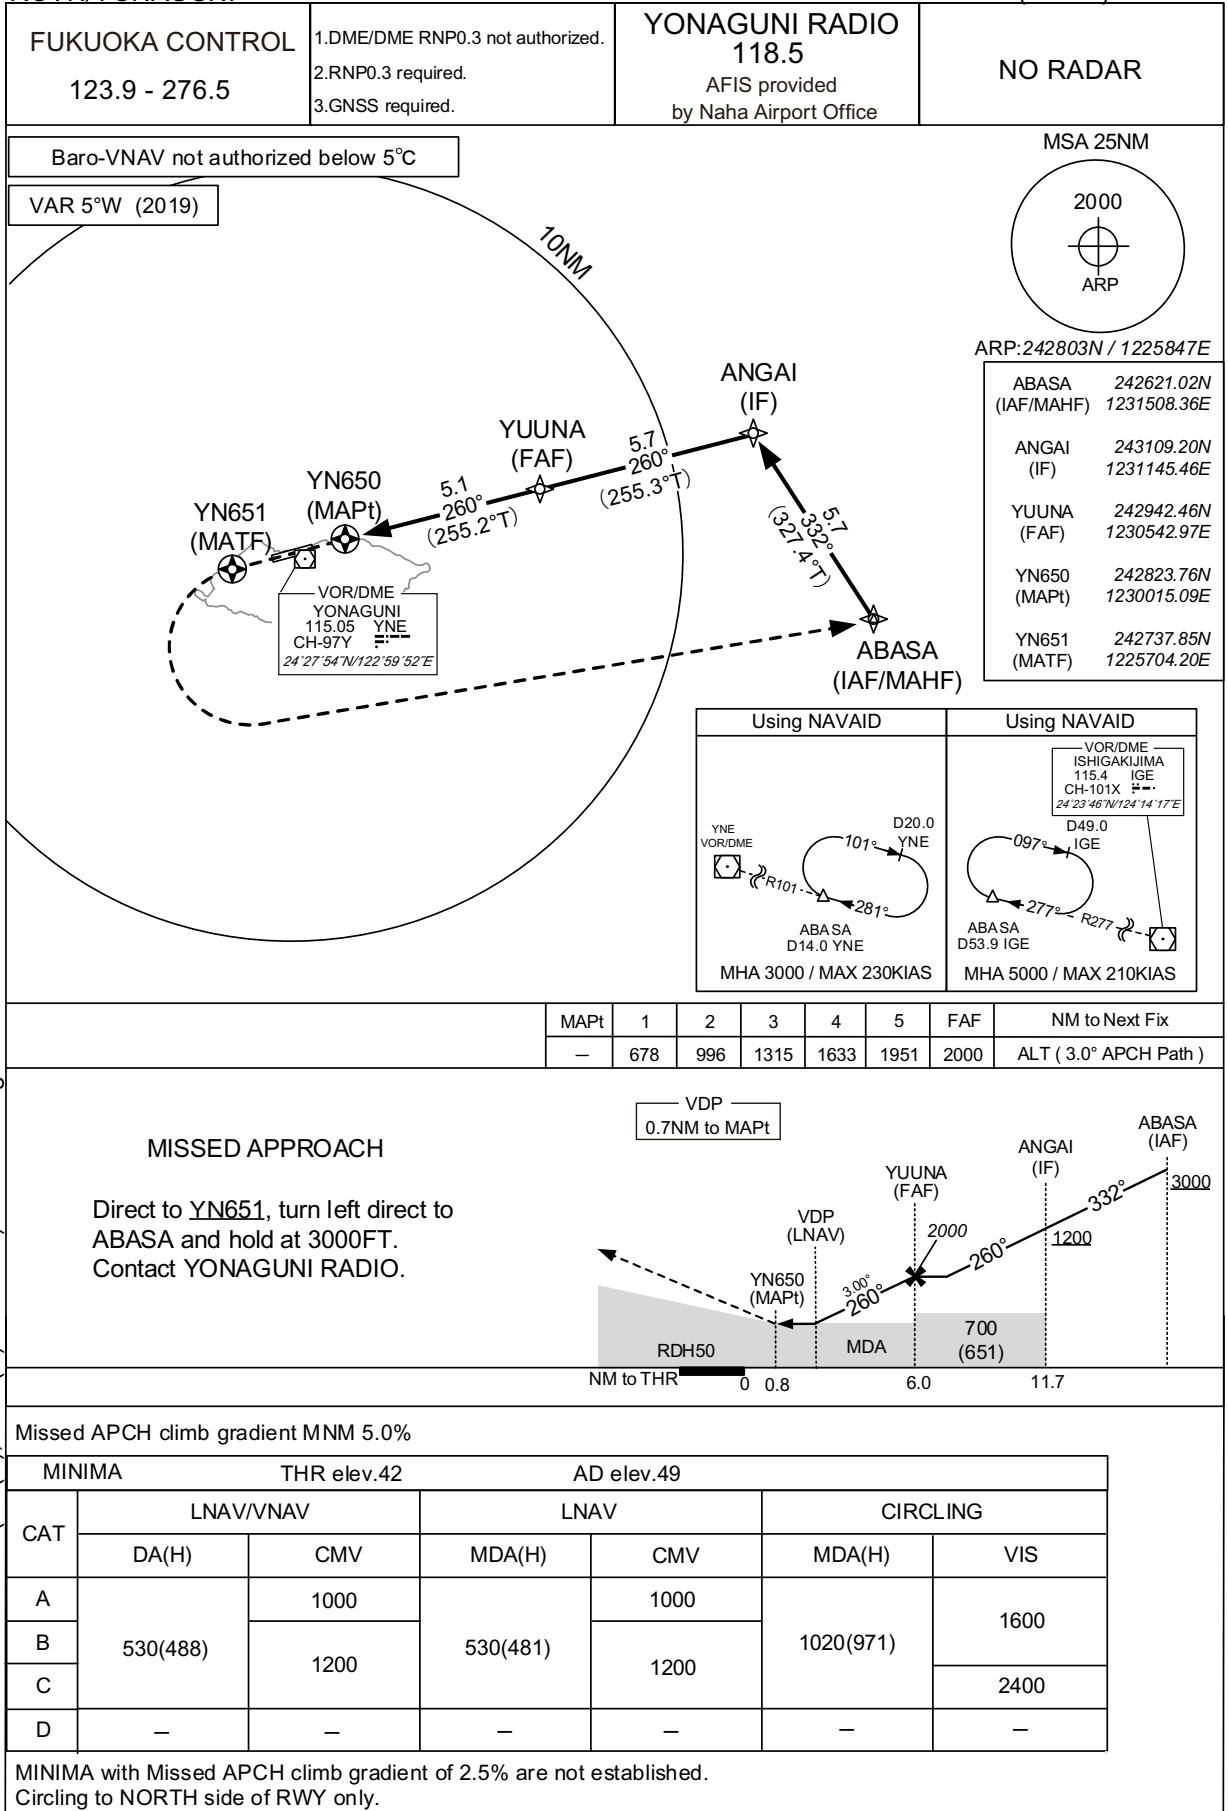 FUKUOKA CONTROL
123.9 - 276.5
1.DME/DME RNP0.3 not authorized.
2.RNP0.3 required.
3.GNSS required.
YONAGUNI RADIO
118.5
AFIS provided
by Naha Airport Office
NO RADAR
Baro-VNAV not authorized below 5°C
VAR 5°W (2019)
MSA 25NM
2000
ARP
ARP:242803N / 1225847E
ABASA 242621.02N
(IAF/MAHF) 1231508.36E
ANGAI 243109.20N
(IF) 1231145.46E
YUUNA 242942.46N
(FAF) 1230542.97E
YN650 242823.76N
(MAPt) 1230015.09E
YN651 242737.85N
(MATF) 1225704.20E
10NM
ANGAI
(IF)
YUUNA
(FAF)
5.7
260°
(255.3°T)
YN650
(MAPt)
5.1
260°
(255.2°T)
YN651
(MATF)
5.7
332°
(327.4°T)
VOR/DME
YONAGUNI
115.05 YNE
CH-97Y
24°27´54˝N/122°59´52˝E
ABASA
(IAF/MAHF)
Using NAVAID
YNE
VOR/DME
101°
D20.0
YNE
R101
281°
ABASA
D14.0 YNE
MHA 3000 / MAX 230KIAS
Using NAVAID
VOR/DME
ISHIGAKIJIMA
115.4 IGE
CH-101X
24°23´46˝N/124°14´17˝E
097°
D49.0
IGE
277°
R277
ABASA
D53.9 IGE
MHA 5000 / MAX 210KIAS
MAPt 1 2 3 4 5 FAF NM to Next Fix
— 678 996 1315 1633 1951 2000 ALT ( 3.0° APCH Path )
MISSED APPROACH
Direct to YN651, turn left direct to
ABASA and hold at 3000FT.
Contact YONAGUNI RADIO.
VDP
0.7NM to MAPt
ABASA
(IAF)
ANGAI
(IF)
YUUNA
(FAF)
VDP
(LNAV)
YN650
(MAPt)
3000
332°
1200
260°
2000
3.00°
260°
RDH50
MDA
700
(651)
NM to THR 0 0.8 6.0 11.7
Missed APCH climb gradient MNM 5.0%
MINIMA THR elev.42 AD elev.49
CAT LNAV/VNAV LNAV CIRCLING
DA(H) CMV MDA(H) CMV MDA(H) VIS
A 1000 1000
B 530(488) 1200 530(481) 1200 1020(971) 1600
C 2400
D — — — — — —
MINIMA with Missed APCH climb gradient of 2.5% are not established.
Circling to NORTH side of RWY only.